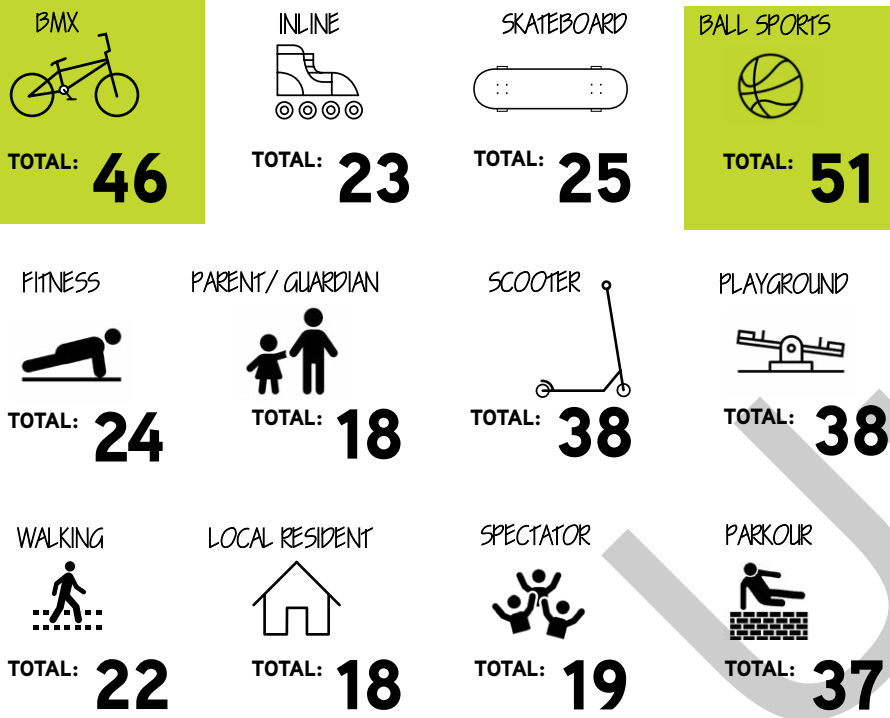 BMX
INLINE
SKATEBOARD
BALL SPORTS
TOTAL: 46
TOTAL: 23
TOTAL: 25
TOTAL: 51
FITNESS
PARENT/ GUARDIAN
SCOOTER
PLAYGROUND
TOTAL: 24
TOTAL: 18
TOTAL: 38
TOTAL: 38
WALKING
LOCAL RESIDENT
SPECTATOR
PARKOUR
TOTAL: 22
TOTAL: 18
TOTAL: 19
TOTAL: 37